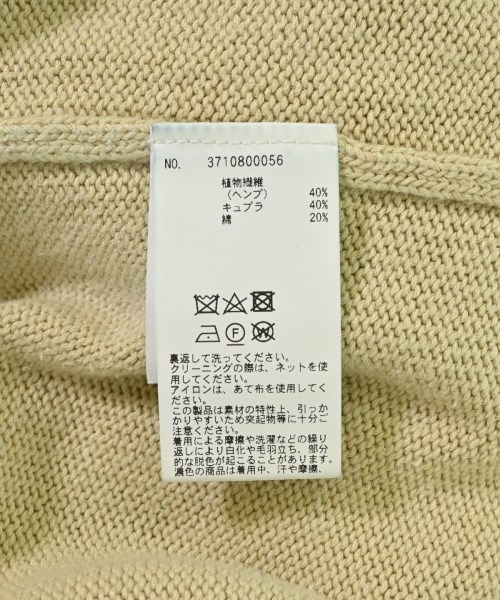 NO. 3710800056
植物繊維
（ヘンプ） 40%
キュプラ 40%
綿 20%
F W
裏返して洗ってください。
クリーニングの際は、ネットを使
用してください。
アイロンは、あて布を使用してく
ださい。
この製品は素材の特性上、引っか
かりやすいため突起物等に十分ご
注意ください。
着用による摩擦や洗濯などの繰り
返しにより白化や毛羽立ち、部分
的な脱色が起こることがあります。
濃色の商品は着用中、汗や摩擦、